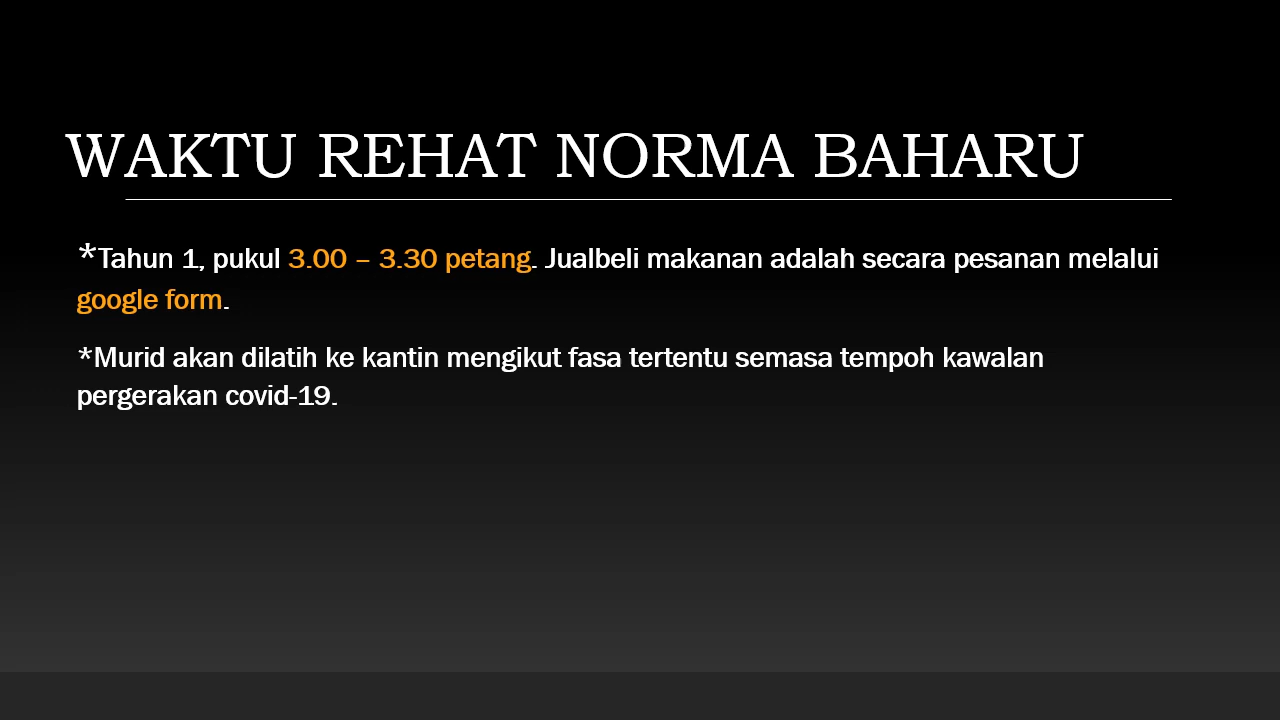 WAKTU REHAT NORMA BAHARU
*Tahun 1, pukul 3.00 – 3.30 petang. Jualbeli makanan adalah secara pesanan melalui
google form.
*Murid akan dilatih ke kantin mengikut fasa tertentu semasa tempoh kawalan
pergerakan covid-19.